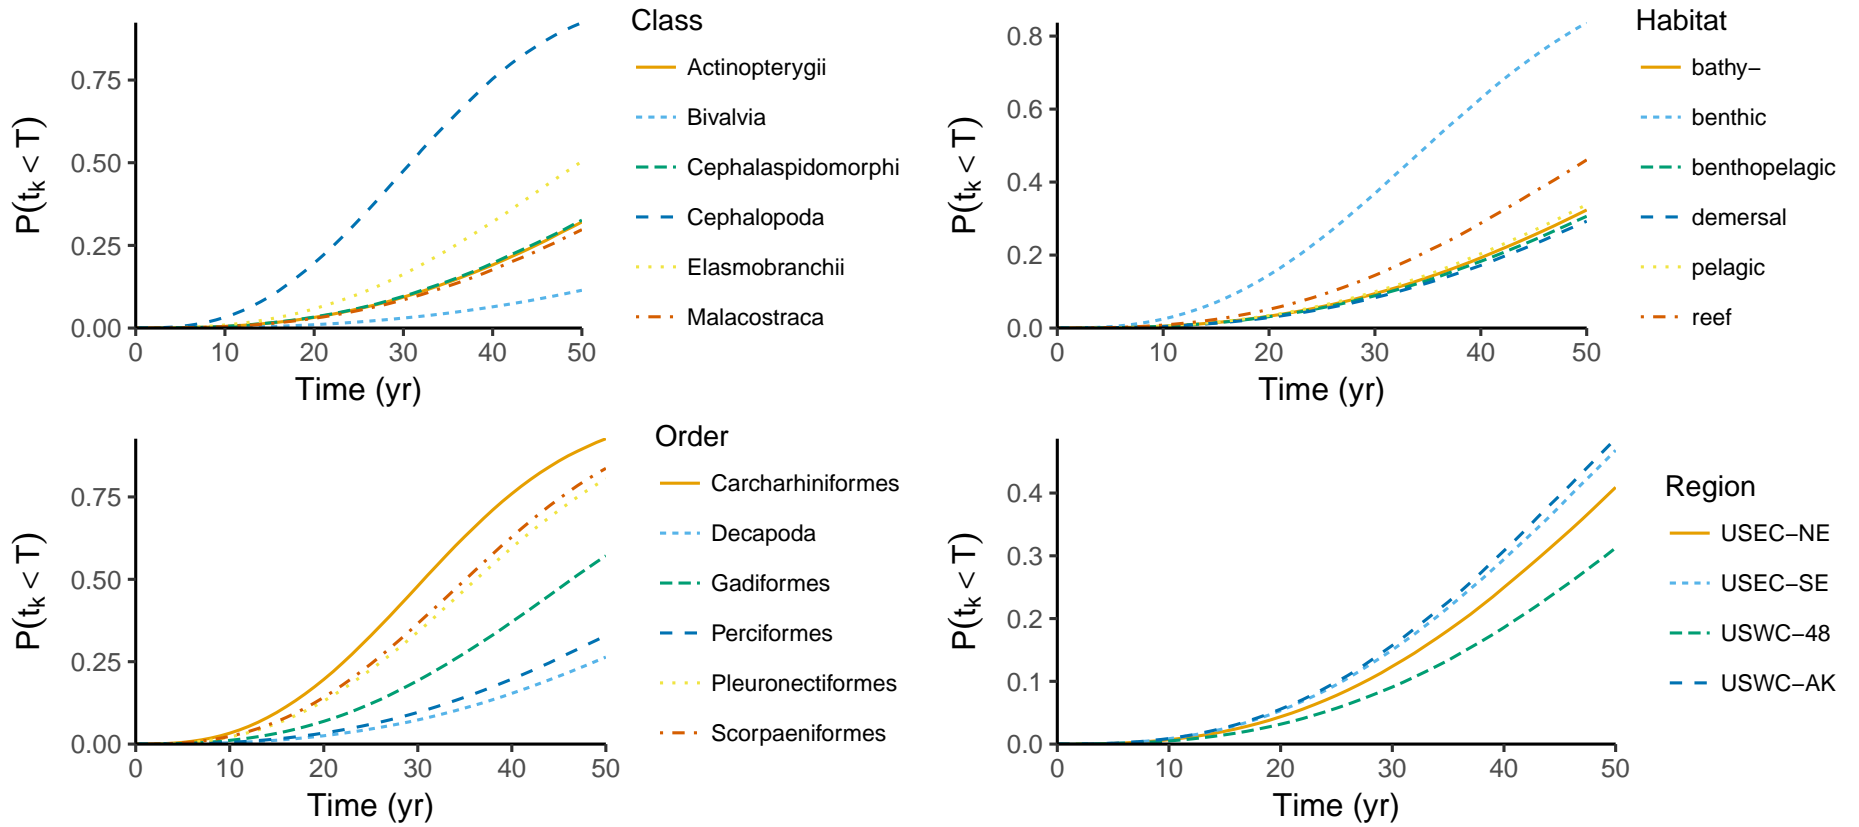 Class
Actinopterygii
Bivalvia
Cephalaspidomorphi
Cephalopoda
Elasmobranchii
Malacostraca
P(tk < T)
0.75
0.50
0.25
0.00
0 10 20 30 40 50
Time (yr)
Habitat
bathy−
benthic
benthopelagic
demersal
pelagic
reef
P(tk < T)
0.8
0.6
0.4
0.2
0.0
0 10 20 30 40 50
Time (yr)
Order
Carcharhiniformes
Decapoda
Gadiformes
Perciformes
Pleuronectiformes
Scorpaeniformes
P(tk < T)
0.75
0.50
0.25
0.00
0 10 20 30 40 50
Time (yr)
Region
USEC−NE
USEC−SE
USWC−48
USWC−AK
P(tk < T)
0.4
0.3
0.2
0.1
0.0
0 10 20 30 40 50
Time (yr)